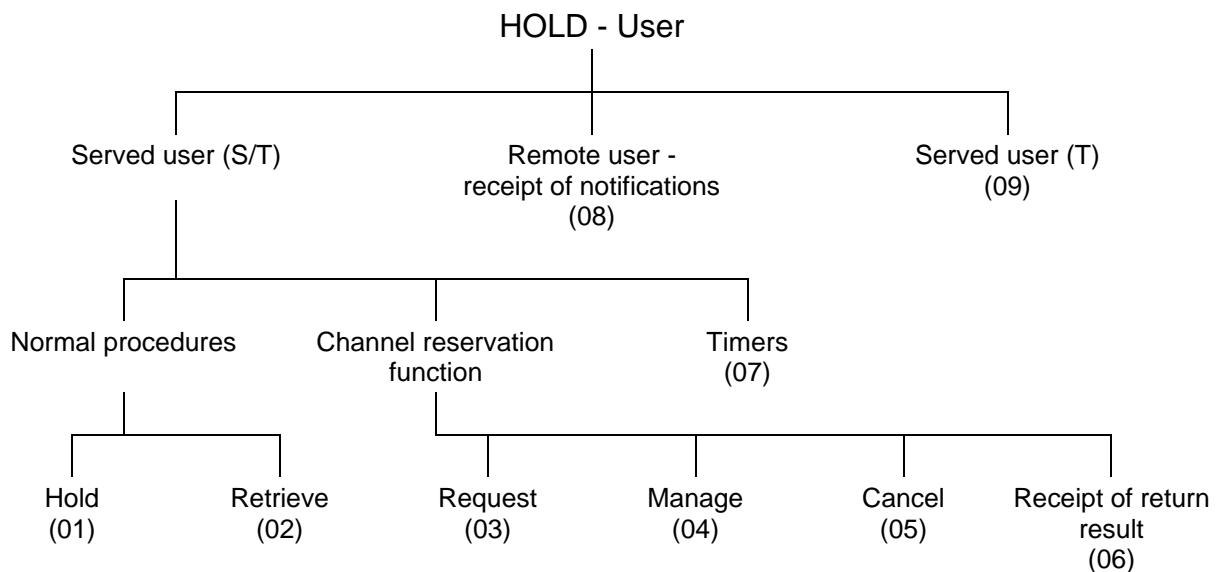 HOLD - User
Served user (S/T)
Remote user -
receipt of notifications
(08)
Served user (T)
(09)
Normal procedures
Channel reservation
function
Timers
(07)
Hold
(01)
Retrieve
(02)
Request
(03)
Manage
(04)
Cancel
(05)
Receipt of return
result
(06)